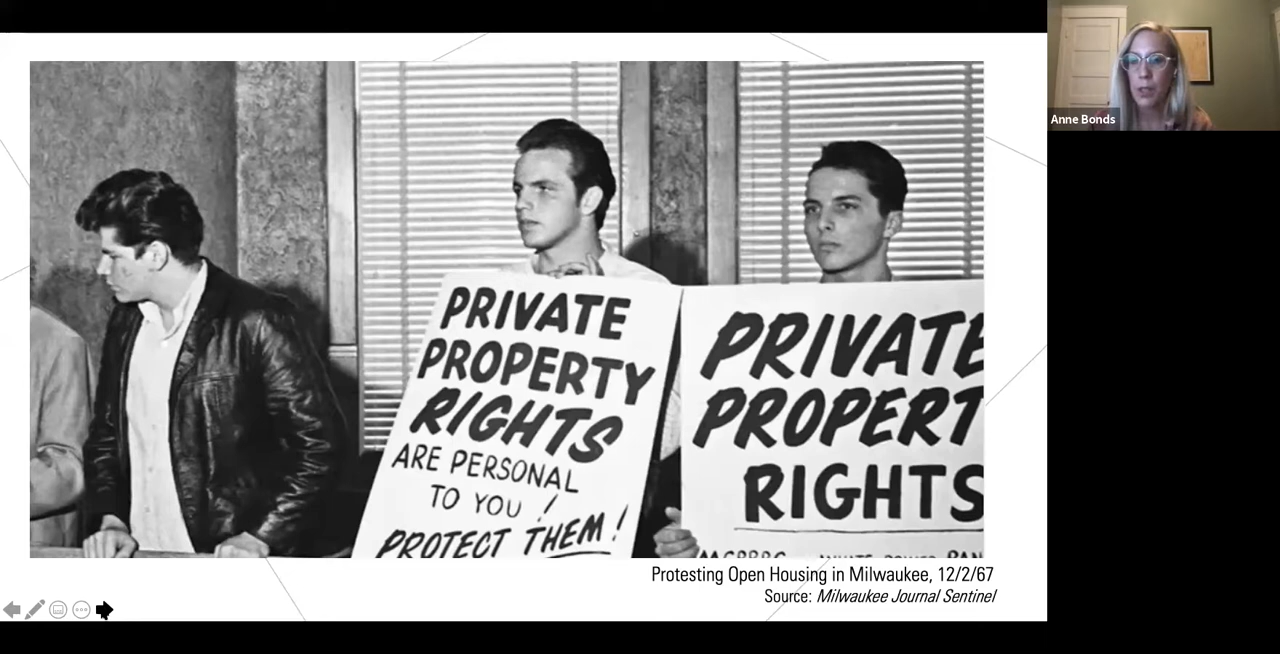 PRIVATE
PROPERTY
RIGHTS
ARE PERSONAL
TO YOU!
PROTECT THEM!
PRIVATE
PROPERT
RIGHTS
Protesting Open Housing in Milwaukee, 12/2/67
Source: Milwaukee Journal Sentinel
Anne Bonds